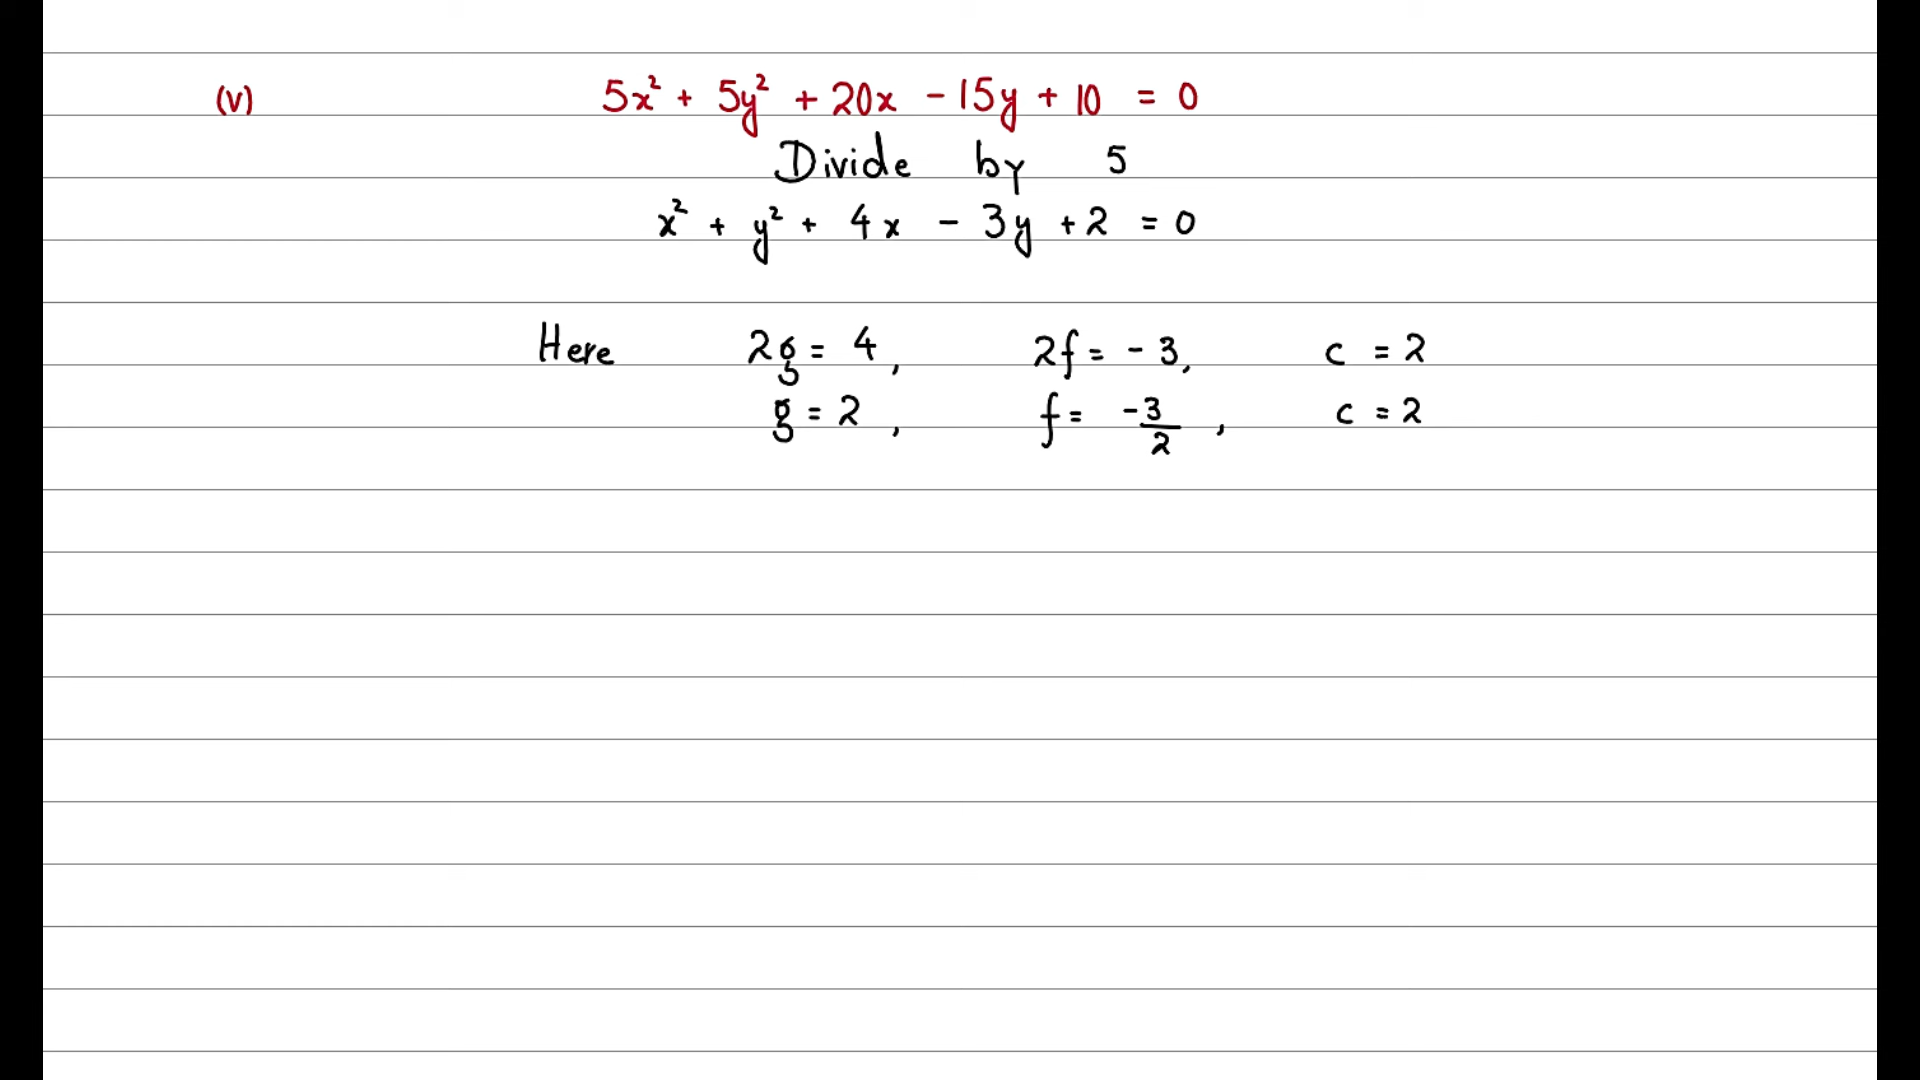 (v) 5x² + 5y² + 20x - 15y + 10 = 0
Divide by 5
x² + y² + 4x - 3y + 2 = 0
Here 2g = 4, 2f = -3, c = 2
g = 2, f = -3/2, c = 2